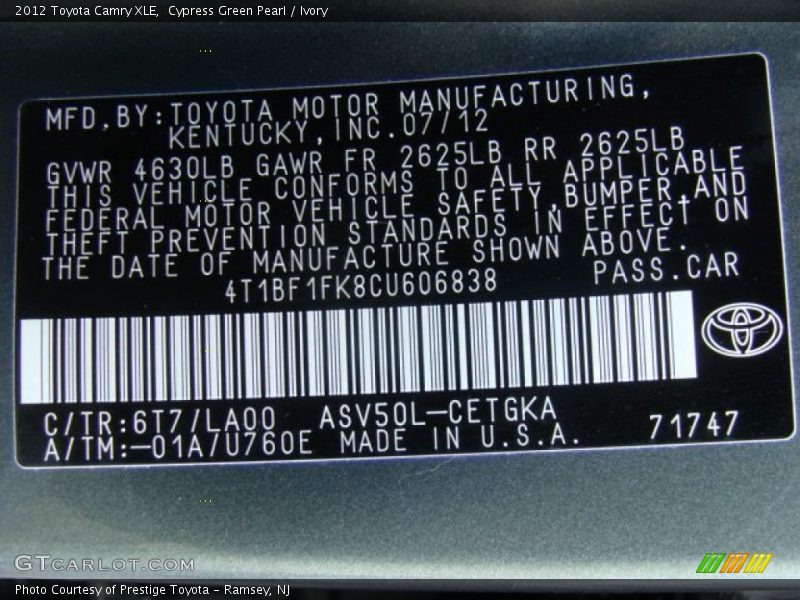 2012 Toyota Camry XLE,  Cypress Green Pearl / Ivory
MFD.BY:TOYOTA MOTOR MANUFACTURING,
KENTUCKY,INC.07/12
GVWR 4630LB GAWR FR 2625LB RR 2625LB
THIS VEHICLE CONFORMS TO ALL APPLICABLE
FEDERAL MOTOR VEHICLE SAFETY,BUMPER,AND
THEFT PREVENTION STANDARDS IN EFFECT ON
THE DATE OF MANUFACTURE SHOWN ABOVE.
4T1BF1FK8CU606838 PASS.CAR
C/TR:6T7/LA00 ASV50L-CETGKA
A/TM:-01A/U760E MADE IN U.S.A. 71747
GTCARLOT.COM
Photo Courtesy of Prestige Toyota - Ramsey, NJ